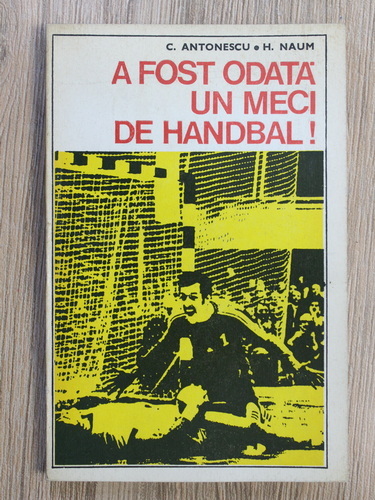 C. ANTONESCU • H. NAUM
A FOST ODATĂ
UN MECI
DE HANDBAL!